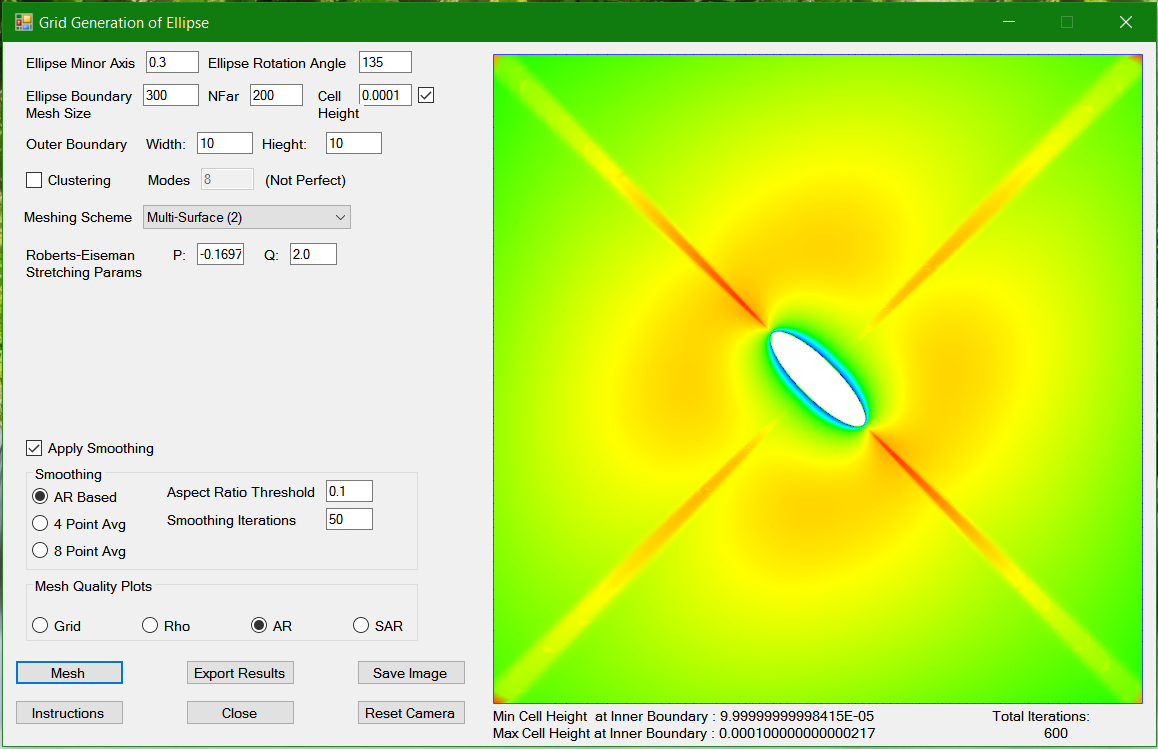 Grid Generation of Ellipse
Ellipse Minor Axis 0.3 Ellipse Rotation Angle 135
Ellipse Boundary 300 NFar 200 Cell 0.0001
Mesh Size Height
Outer Boundary Width: 10 Hieght: 10
Clustering Modes 8 (Not Perfect)
Meshing Scheme Multi-Surface (2)
Roberts-Eiseman P: -0.1697 Q: 2.0
Stretching Params
Apply Smoothing
Smoothing
AR Based Aspect Ratio Threshold 0.1
4 Point Avg Smoothing Iterations 50
8 Point Avg
Mesh Quality Plots
Grid Rho AR SAR
Mesh Export Results Save Image
Instructions Close Reset Camera
Min Cell Height at Inner Boundary : 9.99999999998415E-05 Total Iterations:
Max Cell Height at Inner Boundary : 0.000100000000000217 600